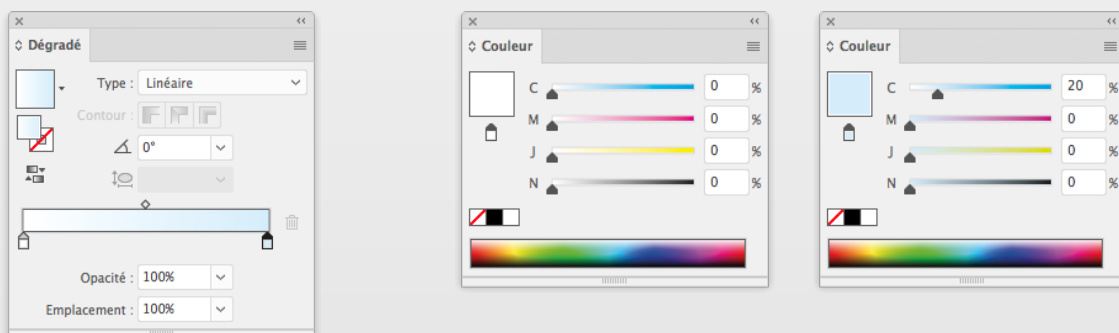 Dégradé
Type : Linéaire
Contour :
0°
Opacité : 100%
Emplacement : 100%
Couleur
C 0 %
M 0 %
J 0 %
N 0 %
Couleur
C 20 %
M 0 %
J 0 %
N 0 %